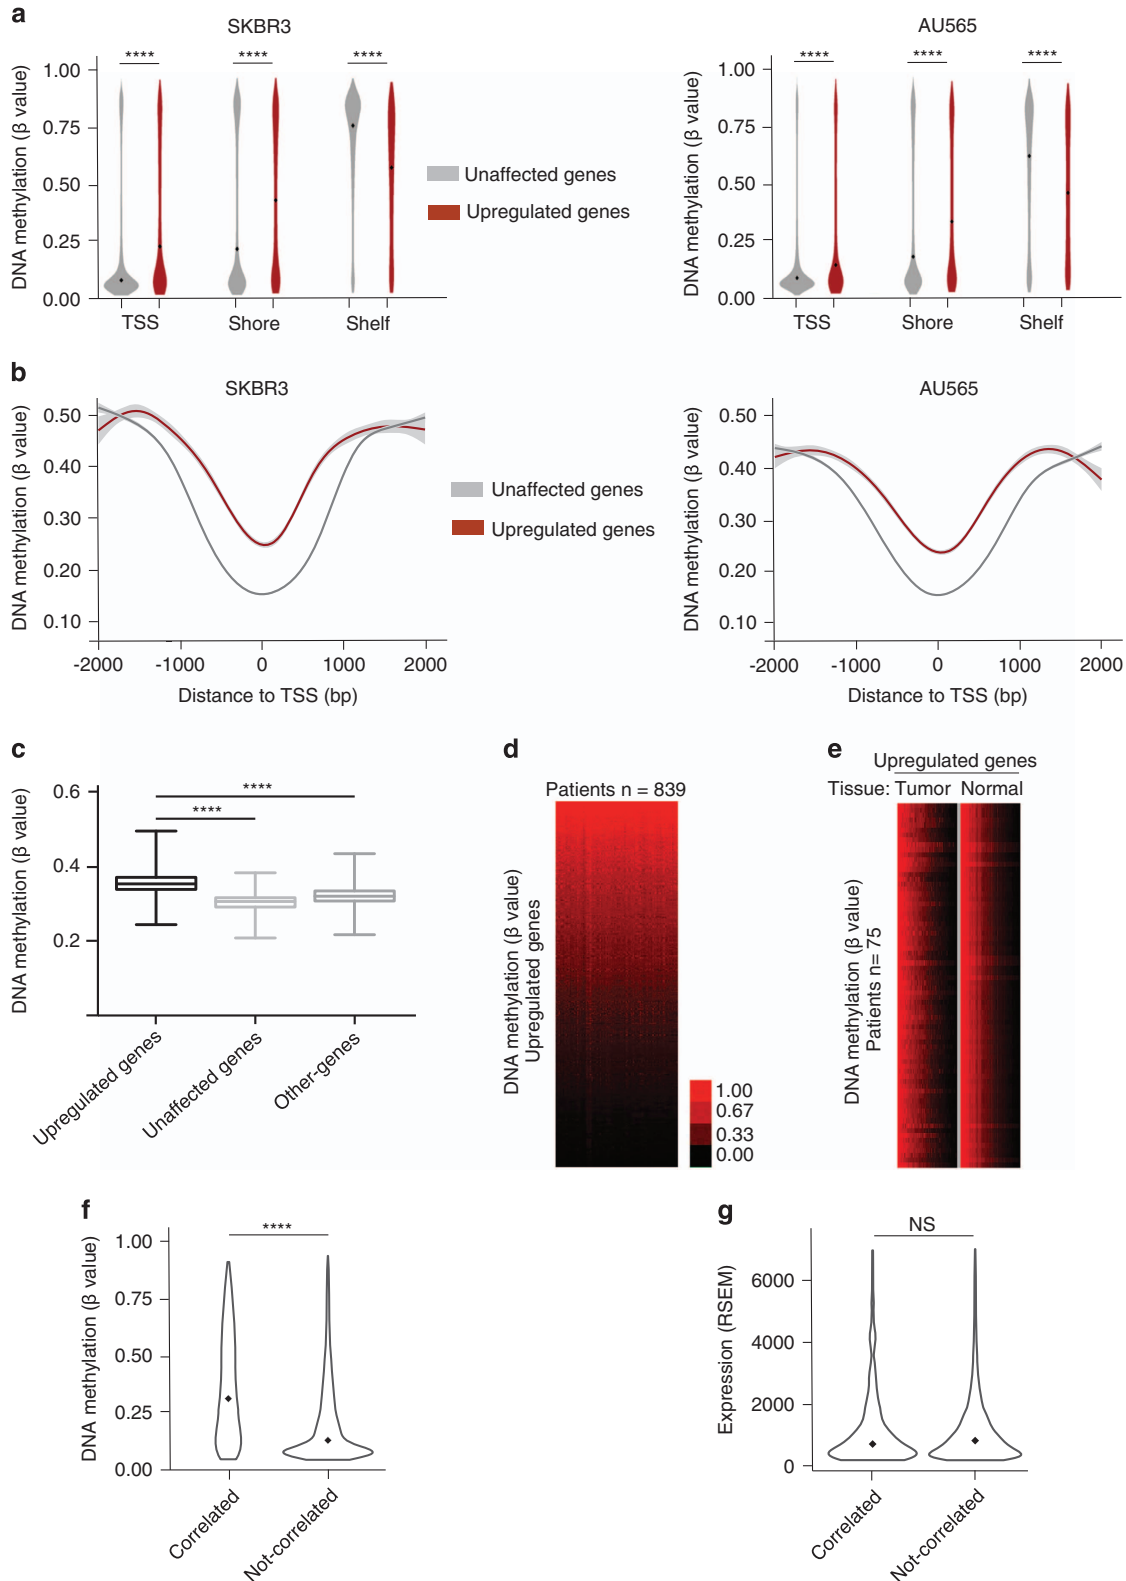 a
SKBR3
AU565
**** **** ****
**** **** ****
DNA methylation (β value)
1.00
0.75
0.50
0.25
0.00
TSS Shore Shelf
Unaffected genes
Upregulated genes
DNA methylation (β value)
1.00
0.75
0.50
0.25
0.00
TSS Shore Shelf
b
SKBR3
AU565
DNA methylation (β value)
0.50
0.40
0.30
0.20
0.10
-2000 -1000 0 1000 2000
Distance to TSS (bp)
Unaffected genes
Upregulated genes
DNA methylation (β value)
0.50
0.40
0.30
0.20
0.10
-2000 -1000 0 1000 2000
Distance to TSS (bp)
c
DNA methylation (β value)
0.6
0.4
0.2
****
****
Upregulated genes
Unaffected genes
Other-genes
d
Patients n = 839
DNA methylation (β value)
Upregulated genes
1.00
0.67
0.33
0.00
e
Upregulated genes
Tissue: Tumor Normal
DNA methylation (β value)
Patients n= 75
f
DNA methylation (β value)
1.00
0.75
0.50
0.25
0.00
****
Correlated
Not-correlated
g
Expression (RSEM)
6000
4000
2000
0
NS
Correlated
Not-correlated